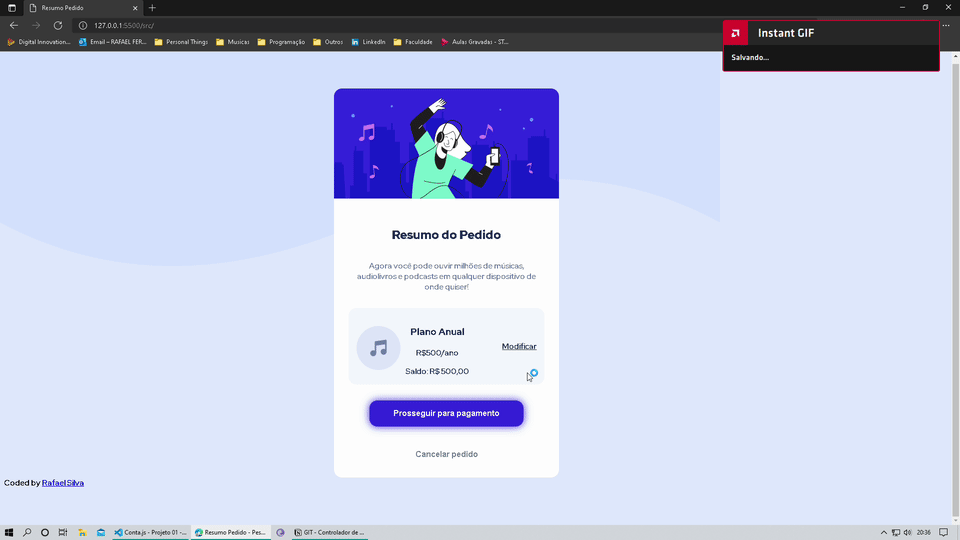 Resumo Pedido
127.0.0.1:5500/src/
Digital Innovation...
Email – RAFAEL FER...
Personal Things
Musicas
Programação
Outros
LinkedIn
Faculdade
Aulas Gravadas - ST...
Instant GIF
Salvando...
Resumo do Pedido
Agora você pode ouvir milhões de músicas,
audiolivros e podcasts em qualquer dispositivo de
onde quiser!
Plano Anual
R$500/ano
Modificar
Saldo: R$ 500,00
Prosseguir para pagamento
Cancelar pedido
Coded by Rafael Silva
Conta.js - Projeto 01 -...
Resumo Pedido - Pes...
GIT - Controlador de ...
20:36